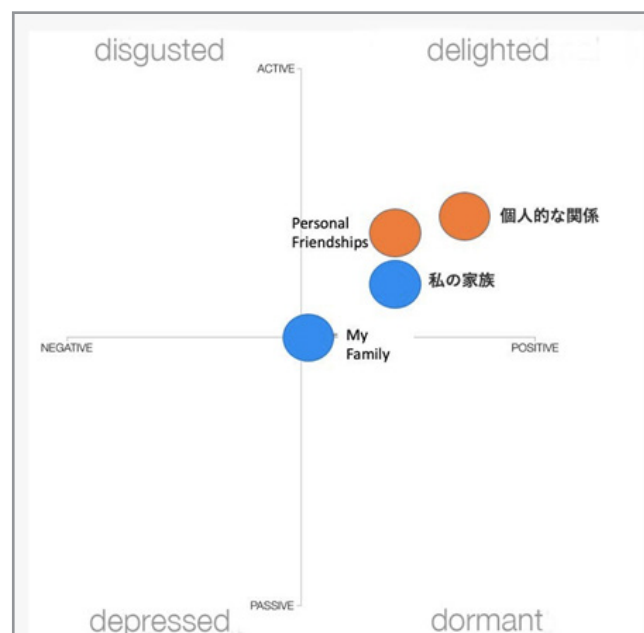 disgusted
delighted
ACTIVE
Personal
Friendships
個人的な関係
私の家族
My
Family
NEGATIVE
POSITIVE
PASSIVE
depressed
dormant